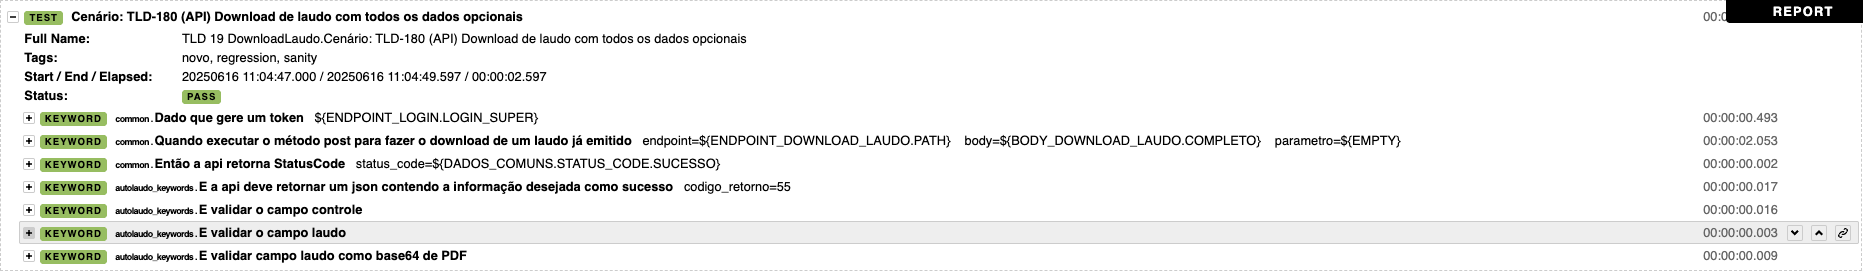 TEST Cenário: TLD-180 (API) Download de laudo com todos os dados opcionais 00:0
REPORT
Full Name: TLD 19 DownloadLaudo.Cenário: TLD-180 (API) Download de laudo com todos os dados opcionais
Tags: novo, regression, sanity
Start / End / Elapsed: 20250616 11:04:47.000 / 20250616 11:04:49.597 / 00:00:02.597
Status: PASS
KEYWORD common.Dado que gere um token ${ENDPOINT_LOGIN.LOGIN_SUPER} 00:00:00.493
KEYWORD common.Quando executar o método post para fazer o download de um laudo já emitido endpoint=${ENDPOINT_DOWNLOAD_LAUDO.PATH} body=${BODY_DOWNLOAD_LAUDO.COMPLETO} parametro=${EMPTY} 00:00:02.053
KEYWORD common.Então a api retorna StatusCode status_code=${DADOS_COMUNS.STATUS_CODE.SUCESSO} 00:00:00.002
KEYWORD autolaudo_keywords.E a api deve retornar um json contendo a informação desejada como sucesso codigo_retorno=55 00:00:00.017
KEYWORD autolaudo_keywords.E validar o campo controle 00:00:00.016
KEYWORD autolaudo_keywords.E validar o campo laudo 00:00:00.003
KEYWORD autolaudo_keywords.E validar campo laudo como base64 de PDF 00:00:00.009